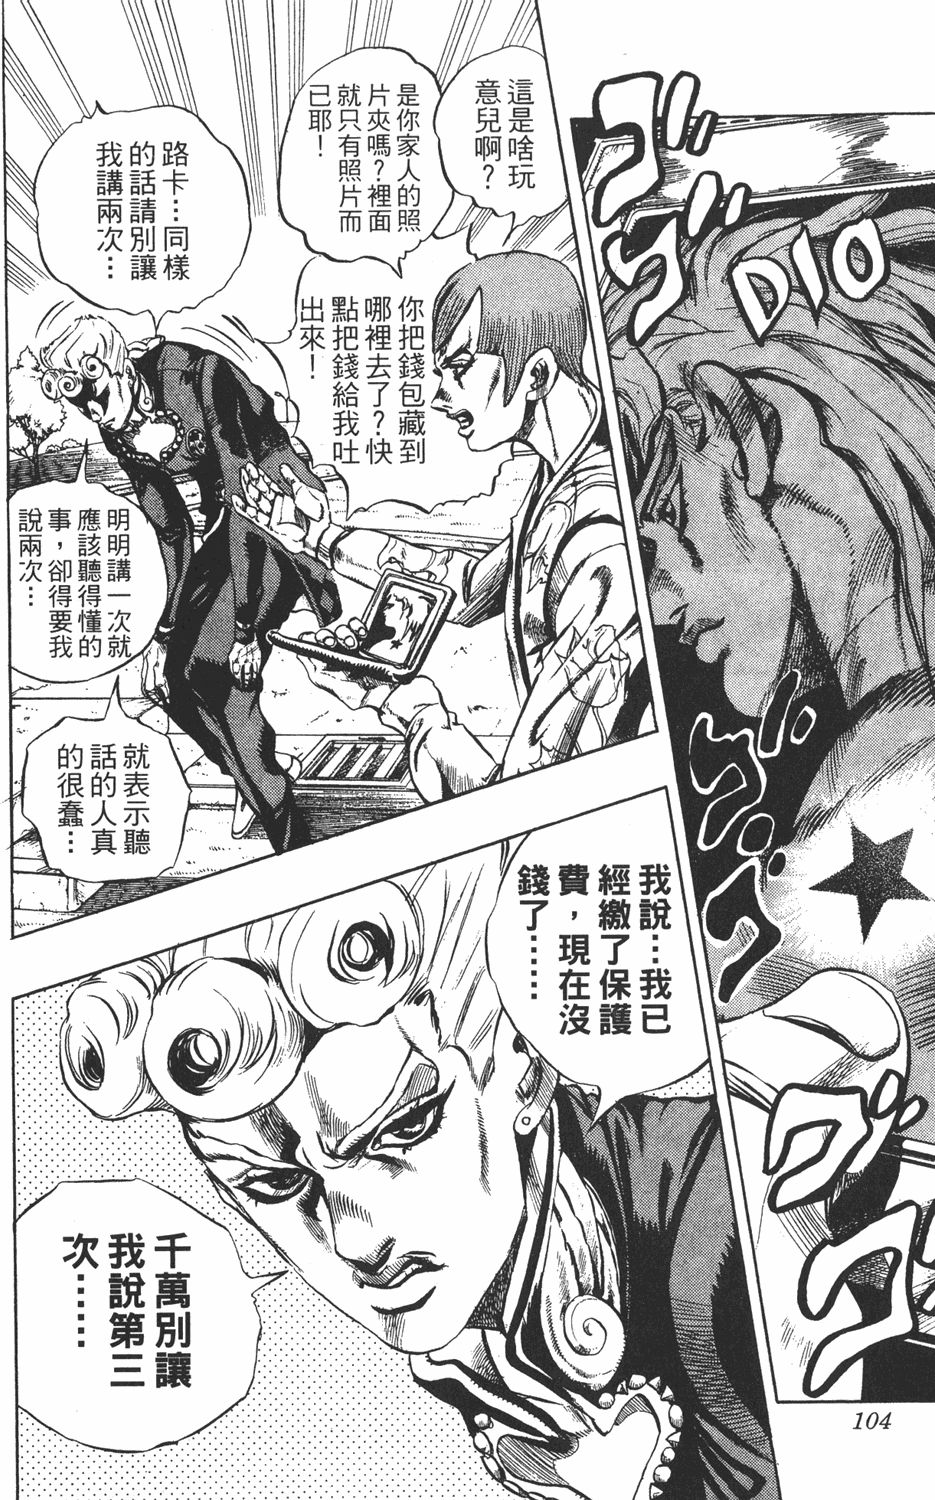 DIO
ゴ
ゴ
ゴ
ゴ
ゴ
ゴ
這是啥玩
意兒啊？
是你家人的照
片夾嗎？裡面
就只有照片而
已耶！
你把錢包藏到
哪裡去了？快
點把錢給我吐
出來！
路卡…同樣
的話請別讓
我講兩次…
明明講一次就
應該聽得懂的
事，卻得要我
說兩次…
就表示聽
話的人真
的很蠢…
我說…我已
經繳了保護
費，現在沒
錢了……
千萬別讓
我說第三
次……
104